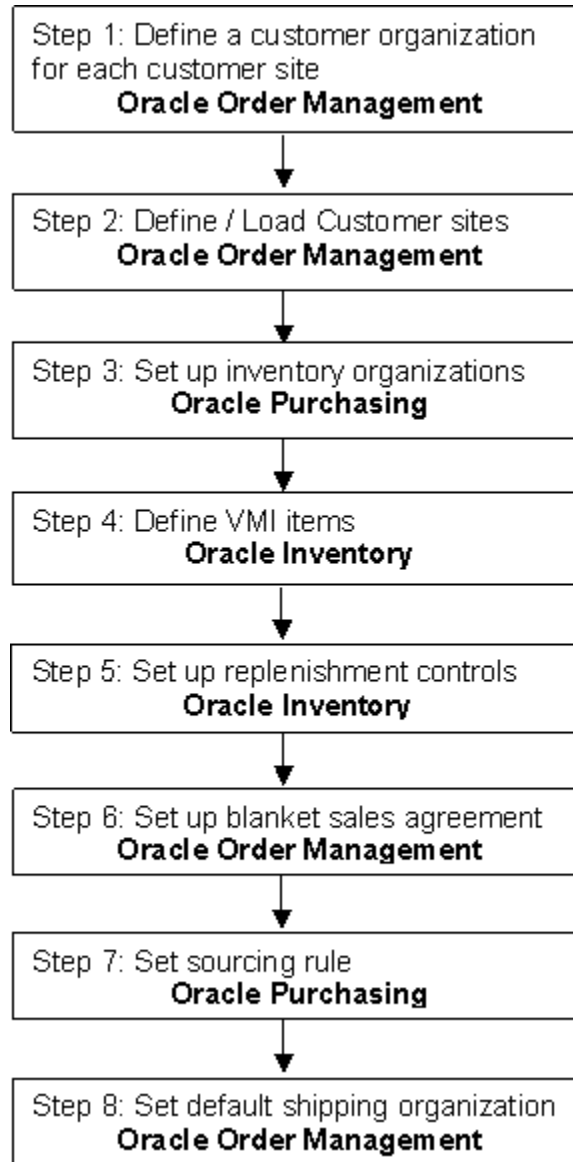 Step 1: Define a customer organization
for each customer site
Oracle Order Management
Step 2: Define / Load Customer sites
Oracle Order Management
Step 3: Set up inventory organizations
Oracle Purchasing
Step 4: Define VMI items
Oracle Inventory
Step 5: Set up replenishment controls
Oracle Inventory
Step 6: Set up blanket sales agreement
Oracle Order Management
Step 7: Set sourcing rule
Oracle Purchasing
Step 8: Set default shipping organization
Oracle Order Management